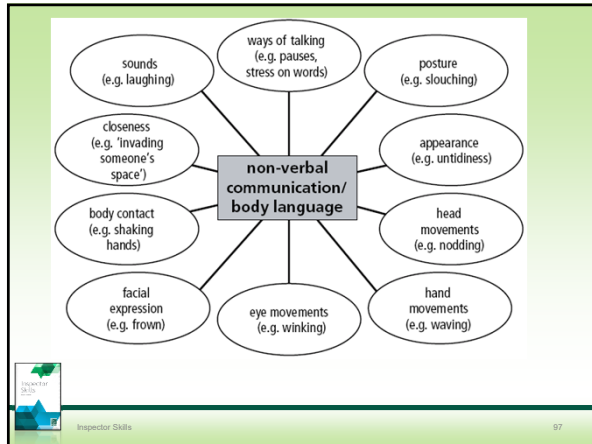 ways of talking
(e.g. pauses,
stress on words)
sounds
(e.g. laughing)
posture
(e.g. slouching)
closeness
(e.g. 'invading
someone's
space')
appearance
(e.g. untidiness)
non-verbal
communication/
body language
body contact
(e.g. shaking
hands)
head
movements
(e.g. nodding)
facial
expression
(e.g. frown)
eye movements
(e.g. winking)
hand
movements
(e.g. waving)
Inspector
Skills
Inspector Skills
97